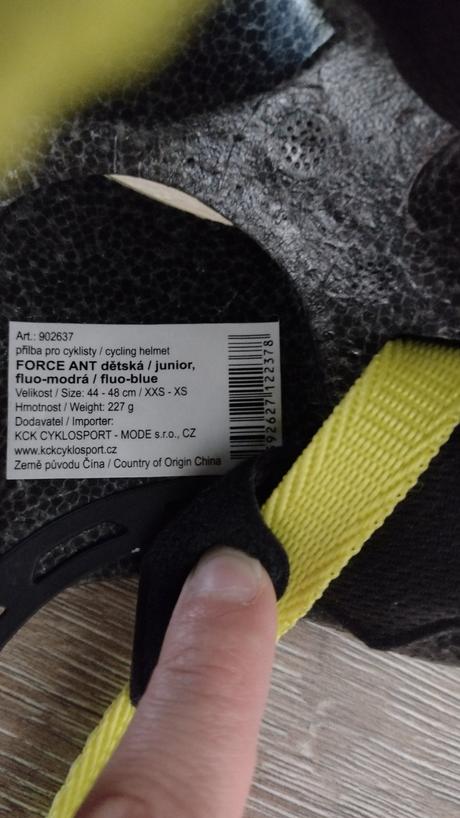 Art.: 902637
přilba pro cyklisty / cycling helmet
FORCE ANT dětská / junior,
fluo-modrá / fluo-blue
Velikost / Size: 44 - 48 cm / XXS - XS
Hmotnost / Weight: 227 g
Dodavatel / Importer:
KCK CYKLOSPORT - MODE s.r.o., CZ
www.kckcyklosport.cz
Země původu Čína / Country of Origin China